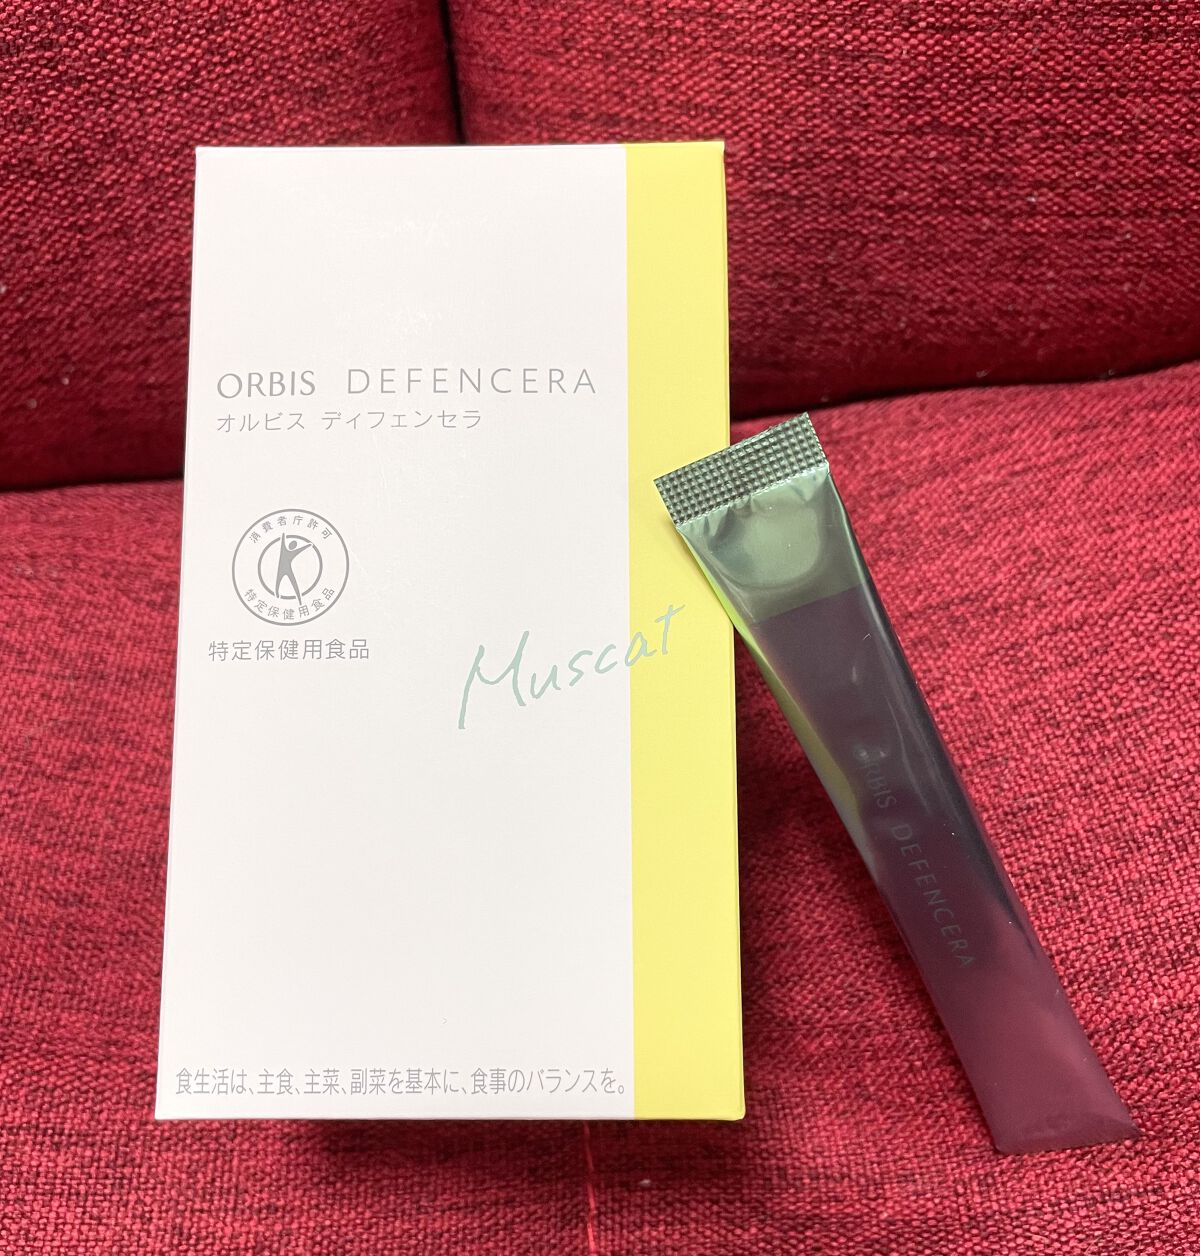 ORBIS DEFENCERA
オルビス ディフェンセラ
消費者庁許可
特定保健用食品
特定保健用食品
Muscat
食生活は、主食、主菜、副菜を基本に、食事のバランスを。
ORBIS DEFENCERA